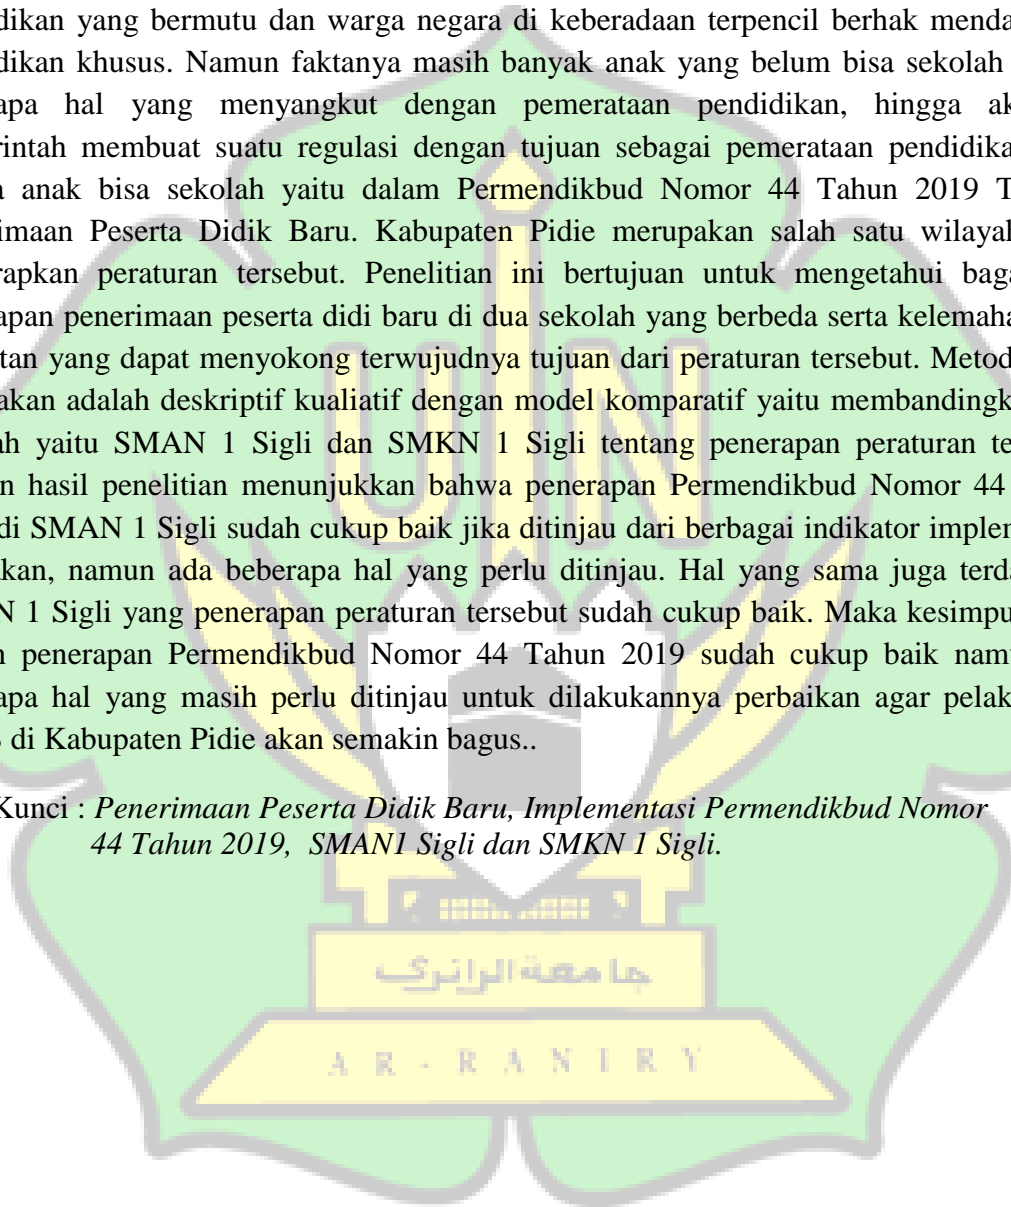 dikan yang bermutu dan warga negara di keberadaan terpencil berhak menda
dikan khusus. Namun faktanya masih banyak anak yang belum bisa sekolah
apa hal yang menyangkut dengan pemerataan pendidikan, hingga ak
rintah membuat suatu regulasi dengan tujuan sebagai pemerataan pendidika
a anak bisa sekolah yaitu dalam Permendikbud Nomor 44 Tahun 2019 T
imaan Peserta Didik Baru. Kabupaten Pidie merupakan salah satu wilayah
rapkan peraturan tersebut. Penelitian ini bertujuan untuk mengetahui baga
apan penerimaan peserta didi baru di dua sekolah yang berbeda serta kelemaha
tan yang dapat menyokong terwujudnya tujuan dari peraturan tersebut. Metod
akan adalah deskriptif kualiatif dengan model komparatif yaitu membandingk
ah yaitu SMAN 1 Sigli dan SMKN 1 Sigli tentang penerapan peraturan te
n hasil penelitian menunjukkan bahwa penerapan Permendikbud Nomor 44
di SMAN 1 Sigli sudah cukup baik jika ditinjau dari berbagai indikator implen
akan, namun ada beberapa hal yang perlu ditinjau. Hal yang sama juga terda
N 1 Sigli yang penerapan peraturan tersebut sudah cukup baik. Maka kesimpu
n penerapan Permendikbud Nomor 44 Tahun 2019 sudah cukup baik namu
apa hal yang masih perlu ditinjau untuk dilakukannya perbaikan agar pelak
di Kabupaten Pidie akan semakin bagus..
Kunci : Penerimaan Peserta Didik Baru, Implementasi Permendikbud Nomor
44 Tahun 2019, SMAN1 Sigli dan SMKN 1 Sigli.
UIN
جامعة الرانري
AR-RANIRY